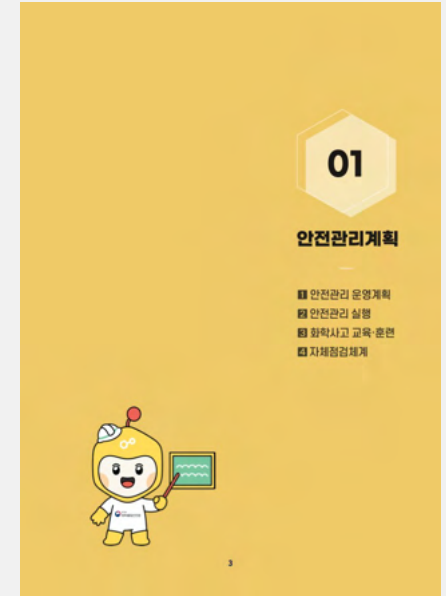 01
안전관리계획
1 안전관리 운영계획
2 안전관리 실행
3 화학사고 교육·훈련
4 자체점검체계
3